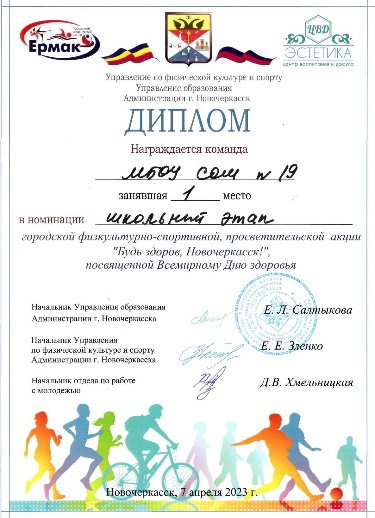 Ермак
ЦВД
ЭСТЕТИКА
центр воспитания и досуга
Управление по физической культуре и спорту
Управление образования
Администрации г. Новочеркасск
ДИПЛОМ
Награждается команда
мбоу сош n 19
занявшая 1 место
в номинации школьный этап
городской физкультурно-спортивной, просветительской акции
"Будь здоров, Новочеркасск!",
посвященной Всемирному Дню здоровья
Начальник Управления образования
Администрации г. Новочеркасска
Е. Л. Салтыкова
Начальник Управления
по физической культуре и спорту
Администрации г. Новочеркасска
Е. Е. Зленко
Начальник отдела по работе
с молодежью
Д.В. Хмельницкая
Новочеркасск, 7 апреля 2023 г.